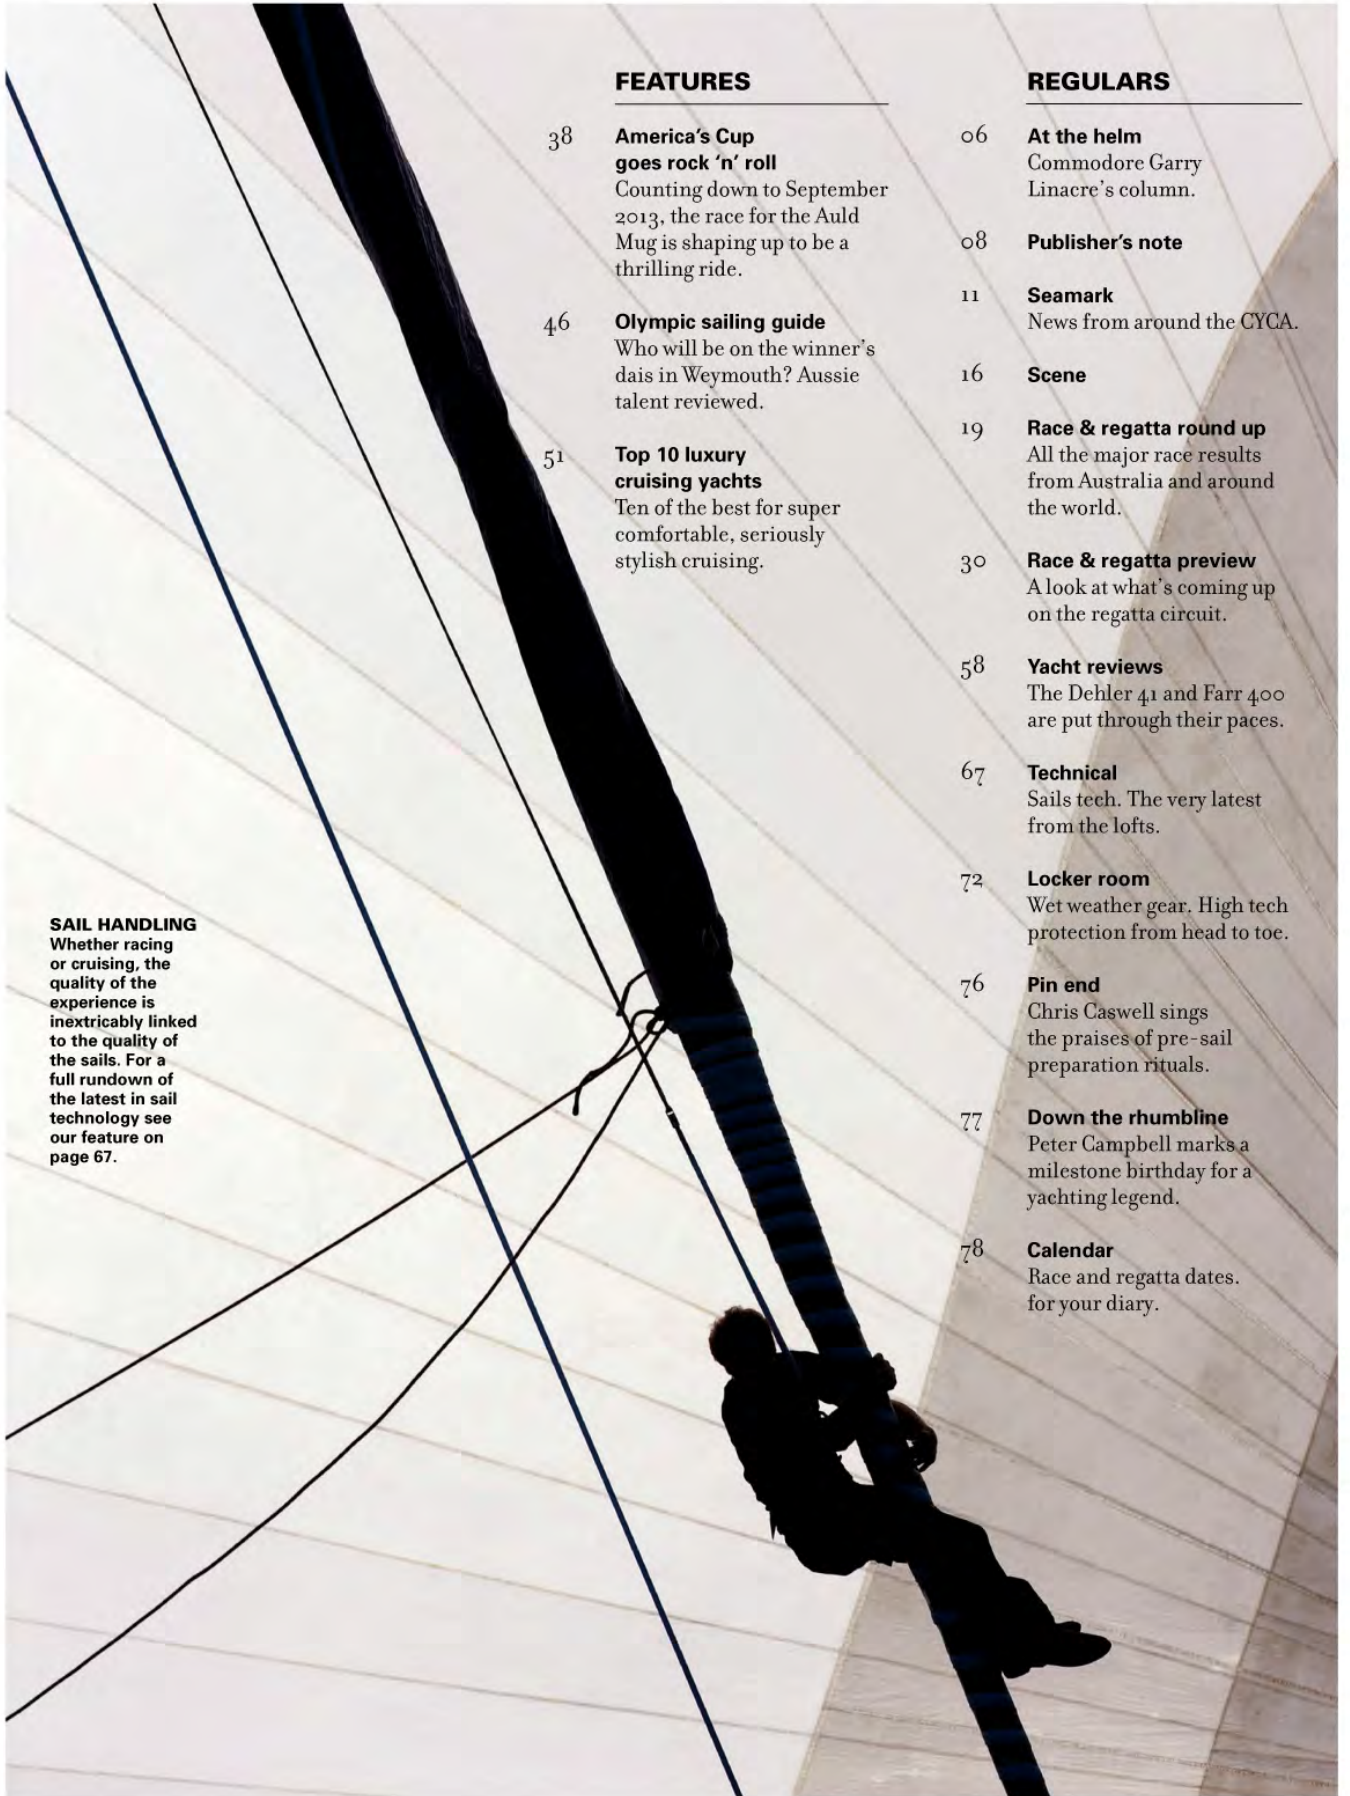 FEATURES
38
America’s Cup
goes rock ‘n’ roll
Counting down to September
2013, the race for the Auld
Mug is shaping up to be a
thrilling ride.
46
Olympic sailing guide
Who will be on the winner’s
dais in Weymouth? Aussie
talent reviewed.
51
Top 10 luxury
cruising yachts
Ten of the best for super
comfortable, seriously
stylish cruising.
REGULARS
06
At the helm
Commodore Garry
Linacre’s column.
08
Publisher’s note
11
Seamark
News from around the CYCA.
16
Scene
19
Race & regatta round up
All the major race results
from Australia and around
the world.
30
Race & regatta preview
A look at what’s coming up
on the regatta circuit.
58
Yacht reviews
The Dehler 41 and Farr 400
are put through their paces.
67
Technical
Sails tech. The very latest
from the lofts.
72
Locker room
Wet weather gear. High tech
protection from head to toe.
76
Pin end
Chris Caswell sings
the praises of pre-sail
preparation rituals.
77
Down the rhumbline
Peter Campbell marks a
milestone birthday for a
yachting legend.
78
Calendar
Race and regatta dates.
for your diary.
SAIL HANDLING
Whether racing
or cruising, the
quality of the
experience is
inextricably linked
to the quality of
the sails. For a
full rundown of
the latest in sail
technology see
our feature on
page 67.